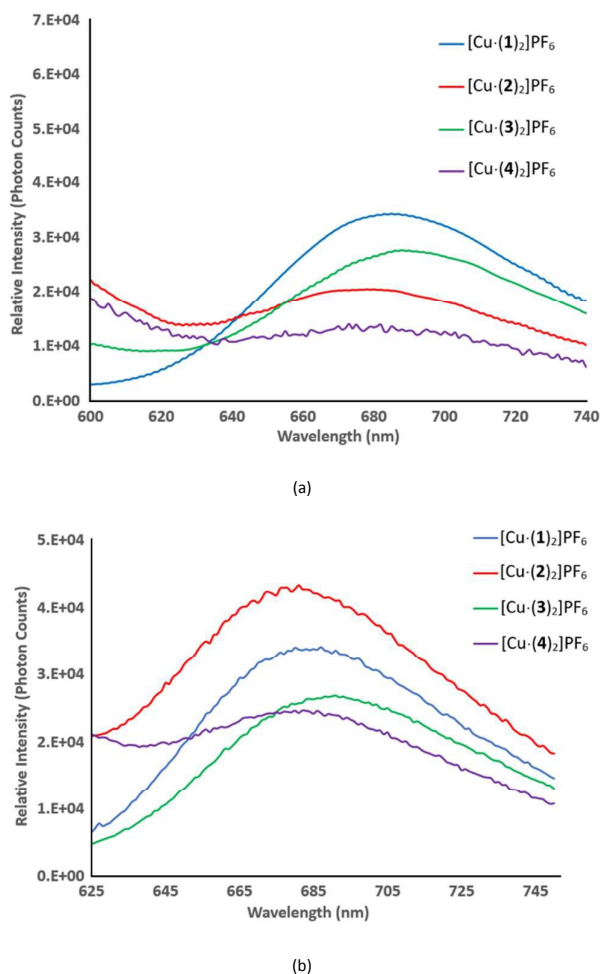 7.E+04
6.E+04
5.E+04
4.E+04
3.E+04
2.E+04
1.E+04
0.E+00
Relative Intensity (Photon Counts)
[Cu·(1)₂]PF₆
[Cu·(2)₂]PF₆
[Cu·(3)₂]PF₆
[Cu·(4)₂]PF₆
600 620 640 660 680 700 720 740
Wavelength (nm)
(a)
5.E+04
4.E+04
3.E+04
2.E+04
1.E+04
0.E+00
Relative Intensity (Photon Counts)
[Cu·(1)₂]PF₆
[Cu·(2)₂]PF₆
[Cu·(3)₂]PF₆
[Cu·(4)₂]PF₆
625 645 665 685 705 725 745
Wavelength (nm)
(b)